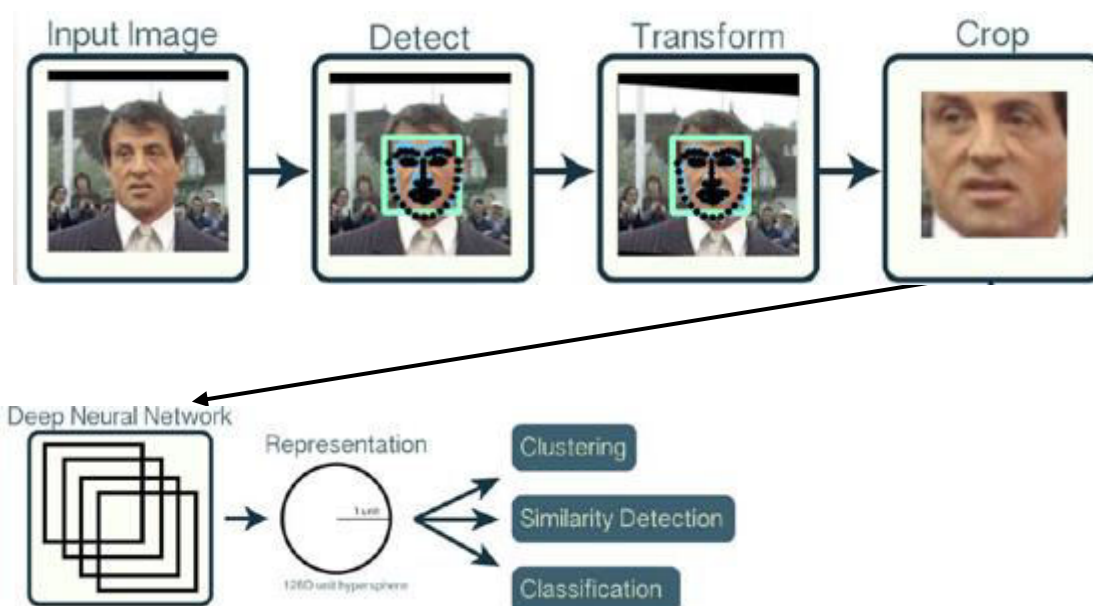 Input Image
Detect
Transform
Crop
Deep Neural Network
Representation
1 unit
128D unit hypersphere
Clustering
Similarity Detection
Classification